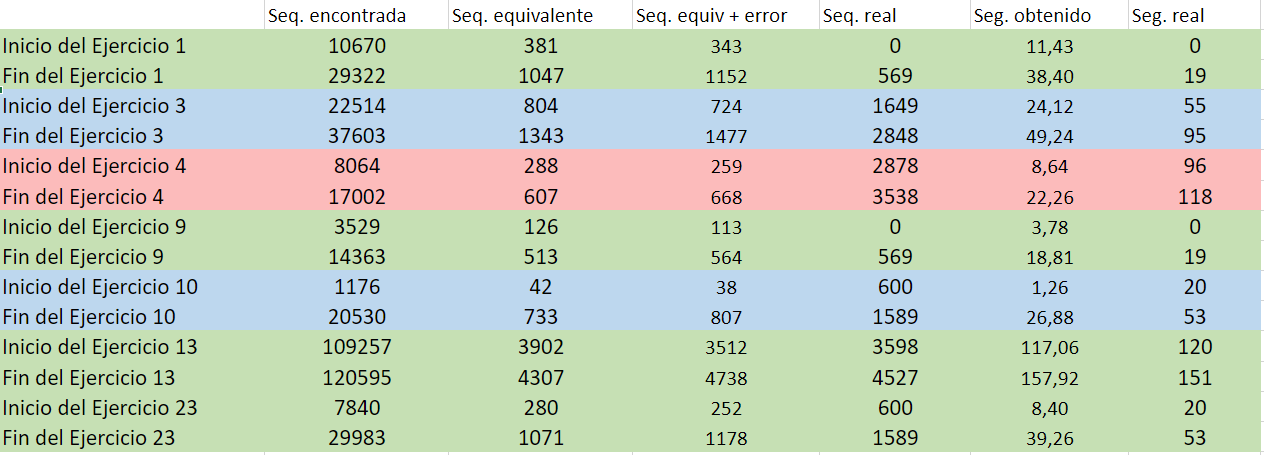 Seq. encontrada Seq. equivalente Seq. equiv + error Seq. real Seg. obtenido Seg. real
Inicio del Ejercicio 1 10670 381 343 0 11,43 0
Fin del Ejercicio 1 29322 1047 1152 569 38,40 19
Inicio del Ejercicio 3 22514 804 724 1649 24,12 55
Fin del Ejercicio 3 37603 1343 1477 2848 49,24 95
Inicio del Ejercicio 4 8064 288 259 2878 8,64 96
Fin del Ejercicio 4 17002 607 668 3538 22,26 118
Inicio del Ejercicio 9 3529 126 113 0 3,78 0
Fin del Ejercicio 9 14363 513 564 569 18,81 19
Inicio del Ejercicio 10 1176 42 38 600 1,26 20
Fin del Ejercicio 10 20530 733 807 1589 26,88 53
Inicio del Ejercicio 13 109257 3902 3512 3598 117,06 120
Fin del Ejercicio 13 120595 4307 4738 4527 157,92 151
Inicio del Ejercicio 23 7840 280 252 600 8,40 20
Fin del Ejercicio 23 29983 1071 1178 1589 39,26 53